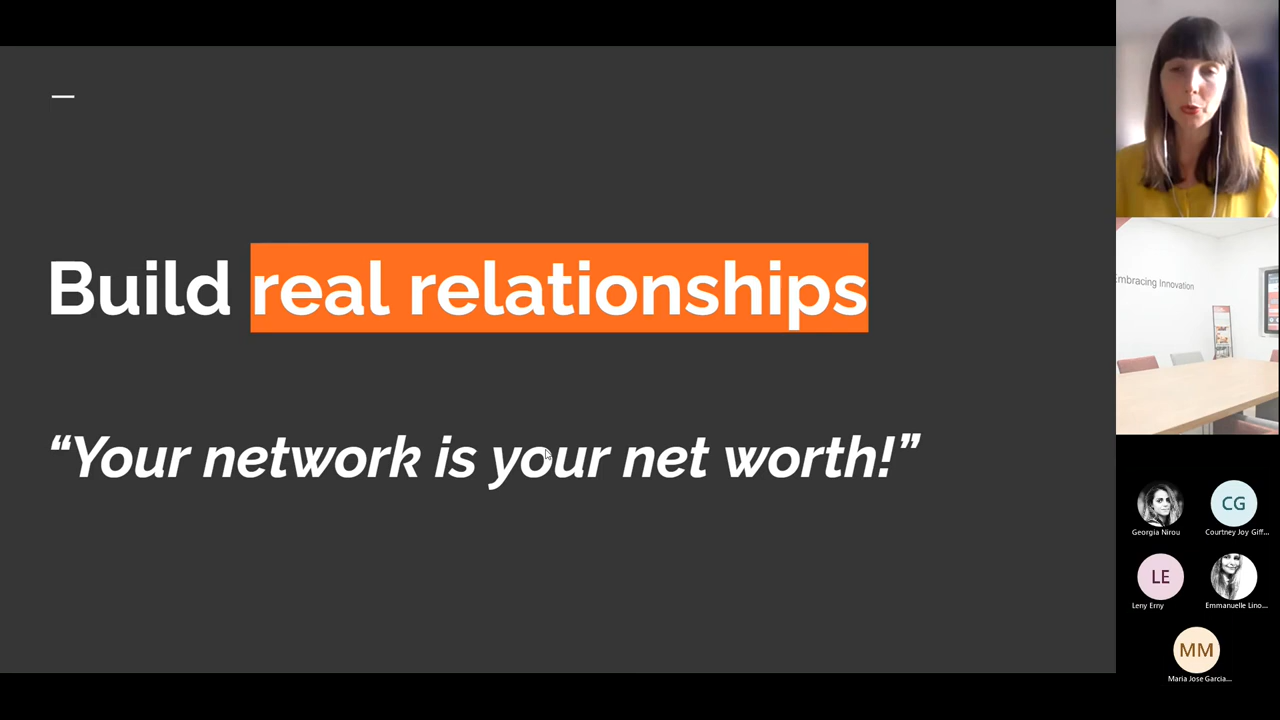 Build real relationships
“Your network is your net worth!”
Embracing Innovation
Georgia Nirou
Courtney Joy Giff...
CG
LE
Leny Erny
Emmanuelle Lino...
MM
Maria Jose Garcia...